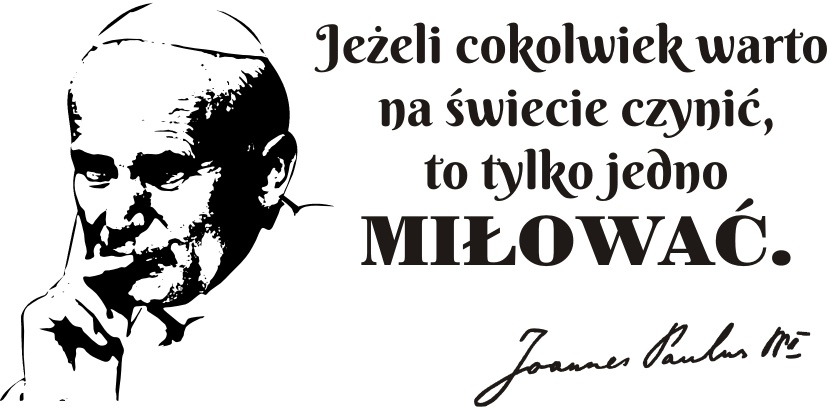 Jeżeli cokolwiek warto
na świecie czynić,
to tylko jedno
MIŁOWAĆ.
Joannes Paulus PP II